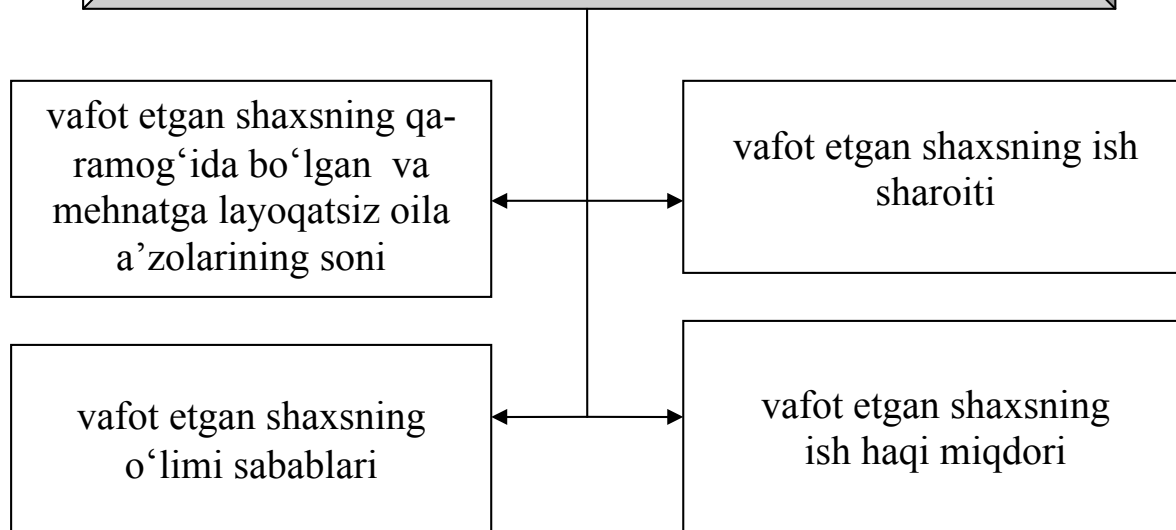 vafot etgan shaxsning qa-
ramog‘ida bo‘lgan va
mehnatga layoqatsiz oila
a’zolarining soni
vafot etgan shaxsning ish
sharoiti
vafot etgan shaxsning
o‘limi sabablari
vafot etgan shaxsning
ish haqi miqdori